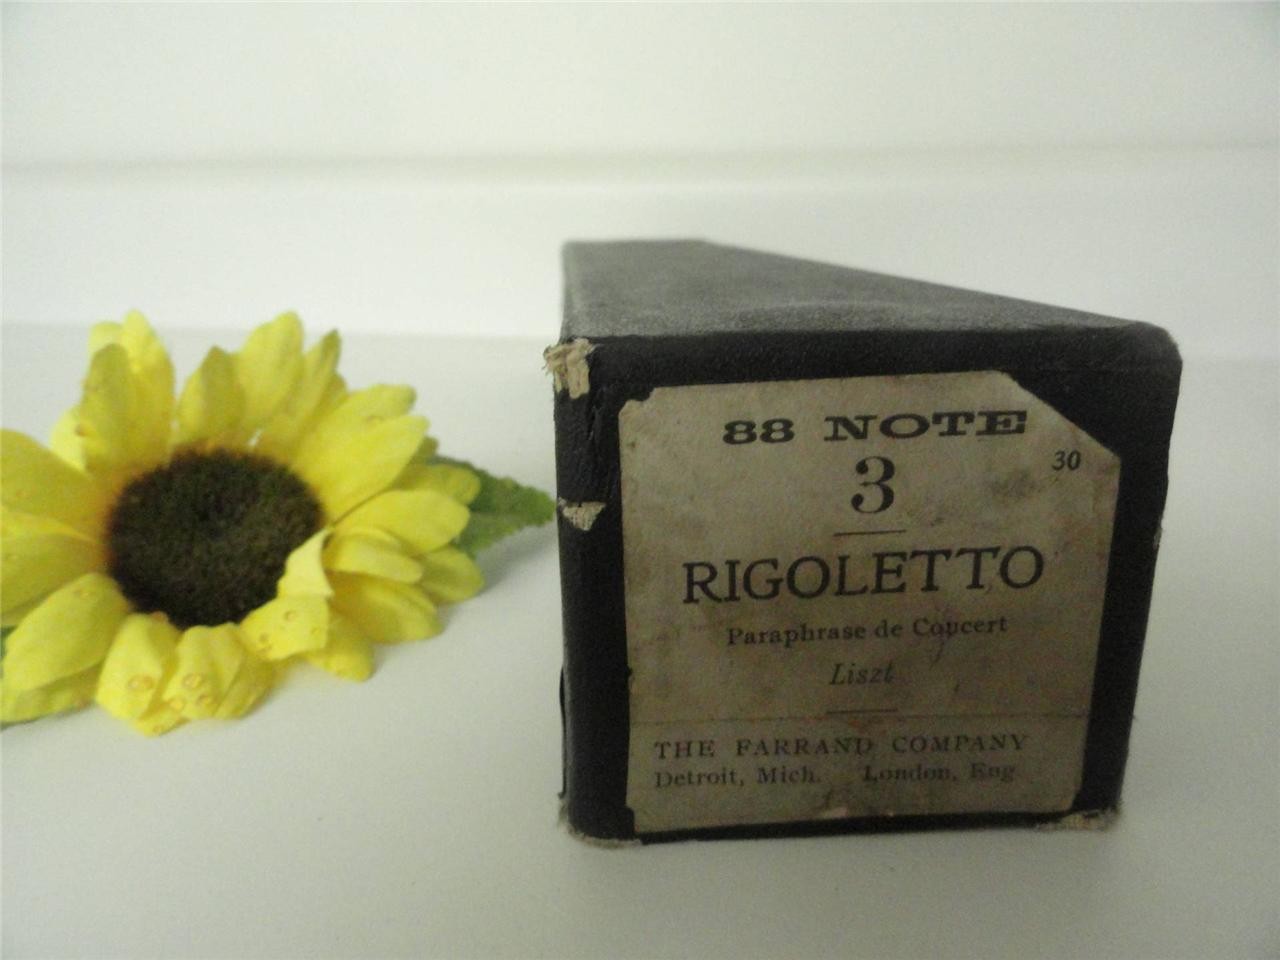 88 NOTE
30
3
RIGOLETTO
Paraphrase de Concert
Liszt
THE FARRAND COMPANY
Detroit, Mich. London, Eng